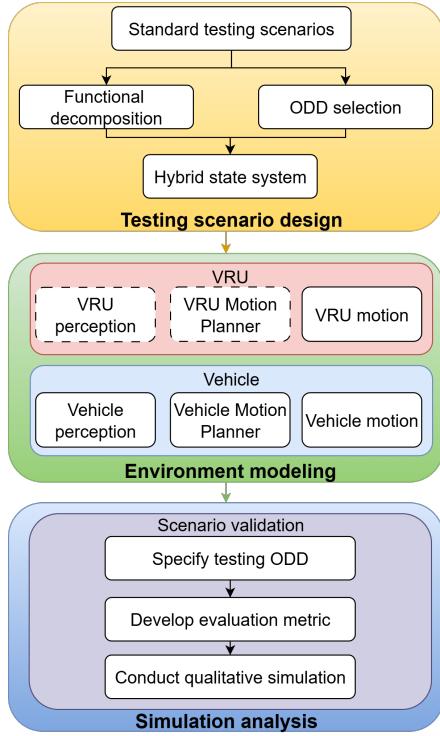 Standard testing scenarios
Functional
decomposition
ODD selection
Hybrid state system
Testing scenario design
VRU
VRU
perception
VRU Motion
Planner
VRU motion
Vehicle
Vehicle
perception
Vehicle Motion
Planner
Vehicle motion
Environment modeling
Scenario validation
Specify testing ODD
Develop evaluation metric
Conduct qualitative simulation
Simulation analysis